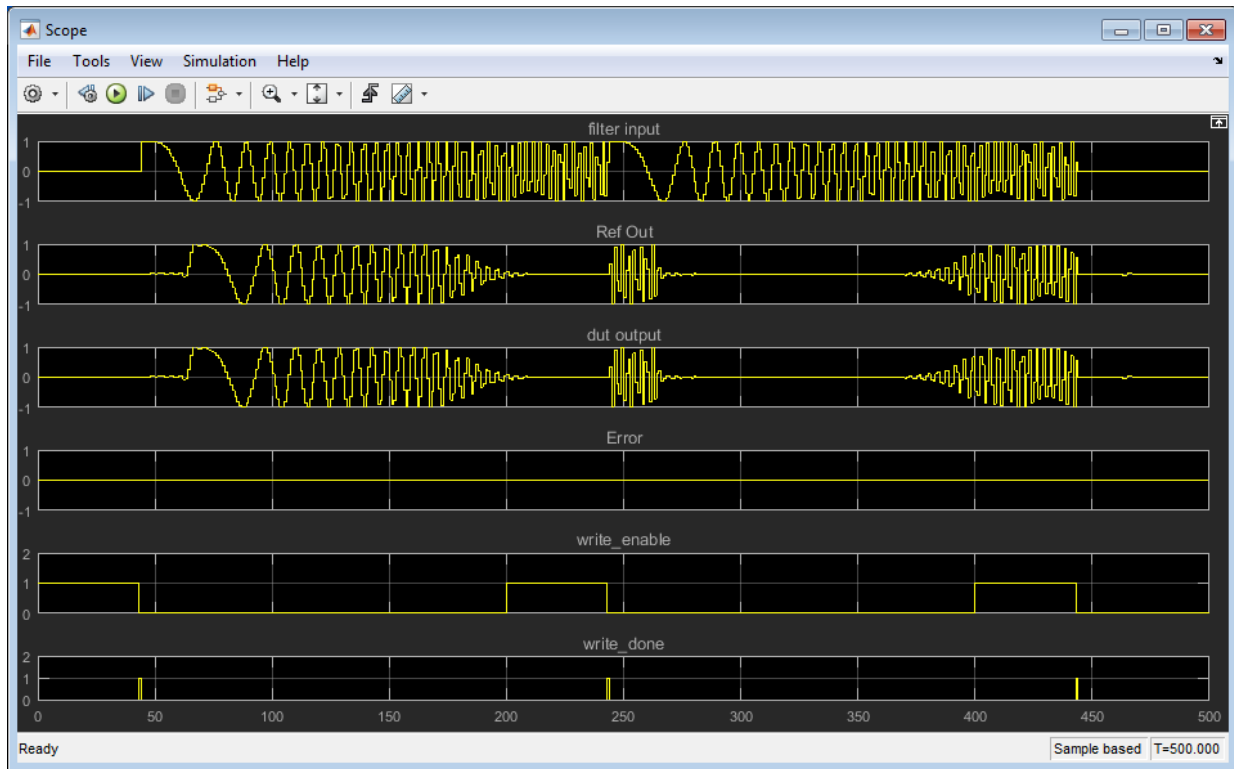 Scope
File Tools View Simulation Help
filter input
1
0
-1
Ref Out
1
0
-1
dut output
1
0
-1
Error
1
0
-1
write_enable
2
1
0
write_done
2
1
0
0 50 100 150 200 250 300 350 400 450 500
Ready Sample based T=500.000